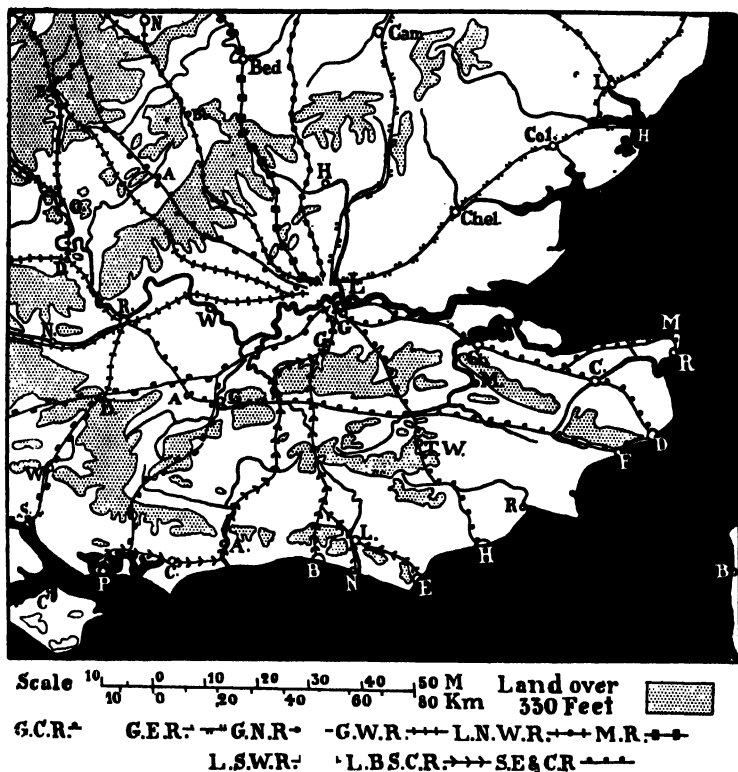 N
Cam.
Bed
L
H
Col.
A
H
Chel.
O
L
R
W
G
N
C
M
R
G
M
C.
B
A
G
T.W.
D
F
W
S.
R
A.
L.
H
P
C.
B
N
E
B
C
Scale 10 0 10 20 30 50 M
10 0 20 40 60 80 Km
Land over
330 Feet
G.C.R. G.E.R. G.N.R. G.W.R. L.N.W.R. M.R.
L.S.W.R. L.B.S.C.R. S.E&C.R